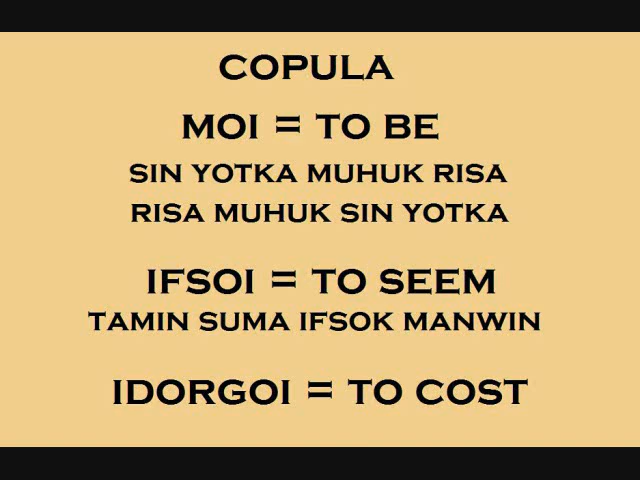 COPULA
MOI = TO BE
SIN YOTKA MUHUK RISA
RISA MUHUK SIN YOTKA
IFSOI = TO SEEM
TAMIN SUMA IFSOK MANWIN
IDORGOI = TO COST